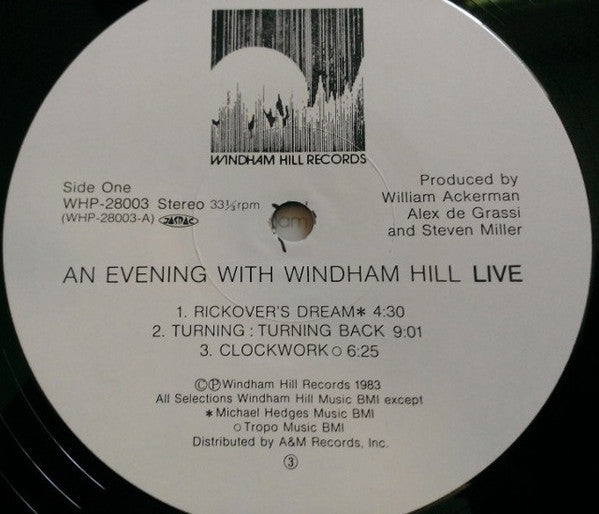 WINDHAM HILL RECORDS
Side One
WHP-28003 Stereo 33⅓rpm
(WHP-28003-A) JASRAC
Produced by
William Ackerman
Alex de Grassi
and Steven Miller
AN EVENING WITH WINDHAM HILL LIVE
1. RICKOVER'S DREAM* 4:30
2. TURNING : TURNING BACK 9:01
3. CLOCKWORK○ 6:25
©℗Windham Hill Records 1983
All Selections Windham Hill Music BMI except
*Michael Hedges Music BMI
○Tropo Music BMI
Distributed by A&M Records, Inc.
③